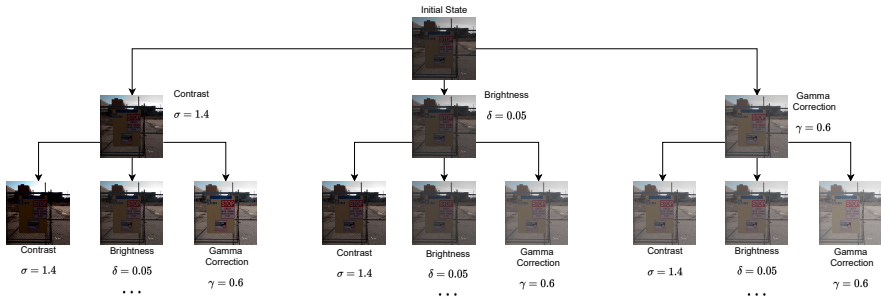 Initial State
Contrast
σ = 1.4
Brightness
δ = 0.05
Gamma
Correction
γ = 0.6
Contrast
σ = 1.4
Brightness
δ = 0.05
...
Gamma
Correction
γ = 0.6
Contrast
σ = 1.4
Brightness
δ = 0.05
...
Gamma
Correction
γ = 0.6
Contrast
σ = 1.4
Brightness
δ = 0.05
...
Gamma
Correction
γ = 0.6